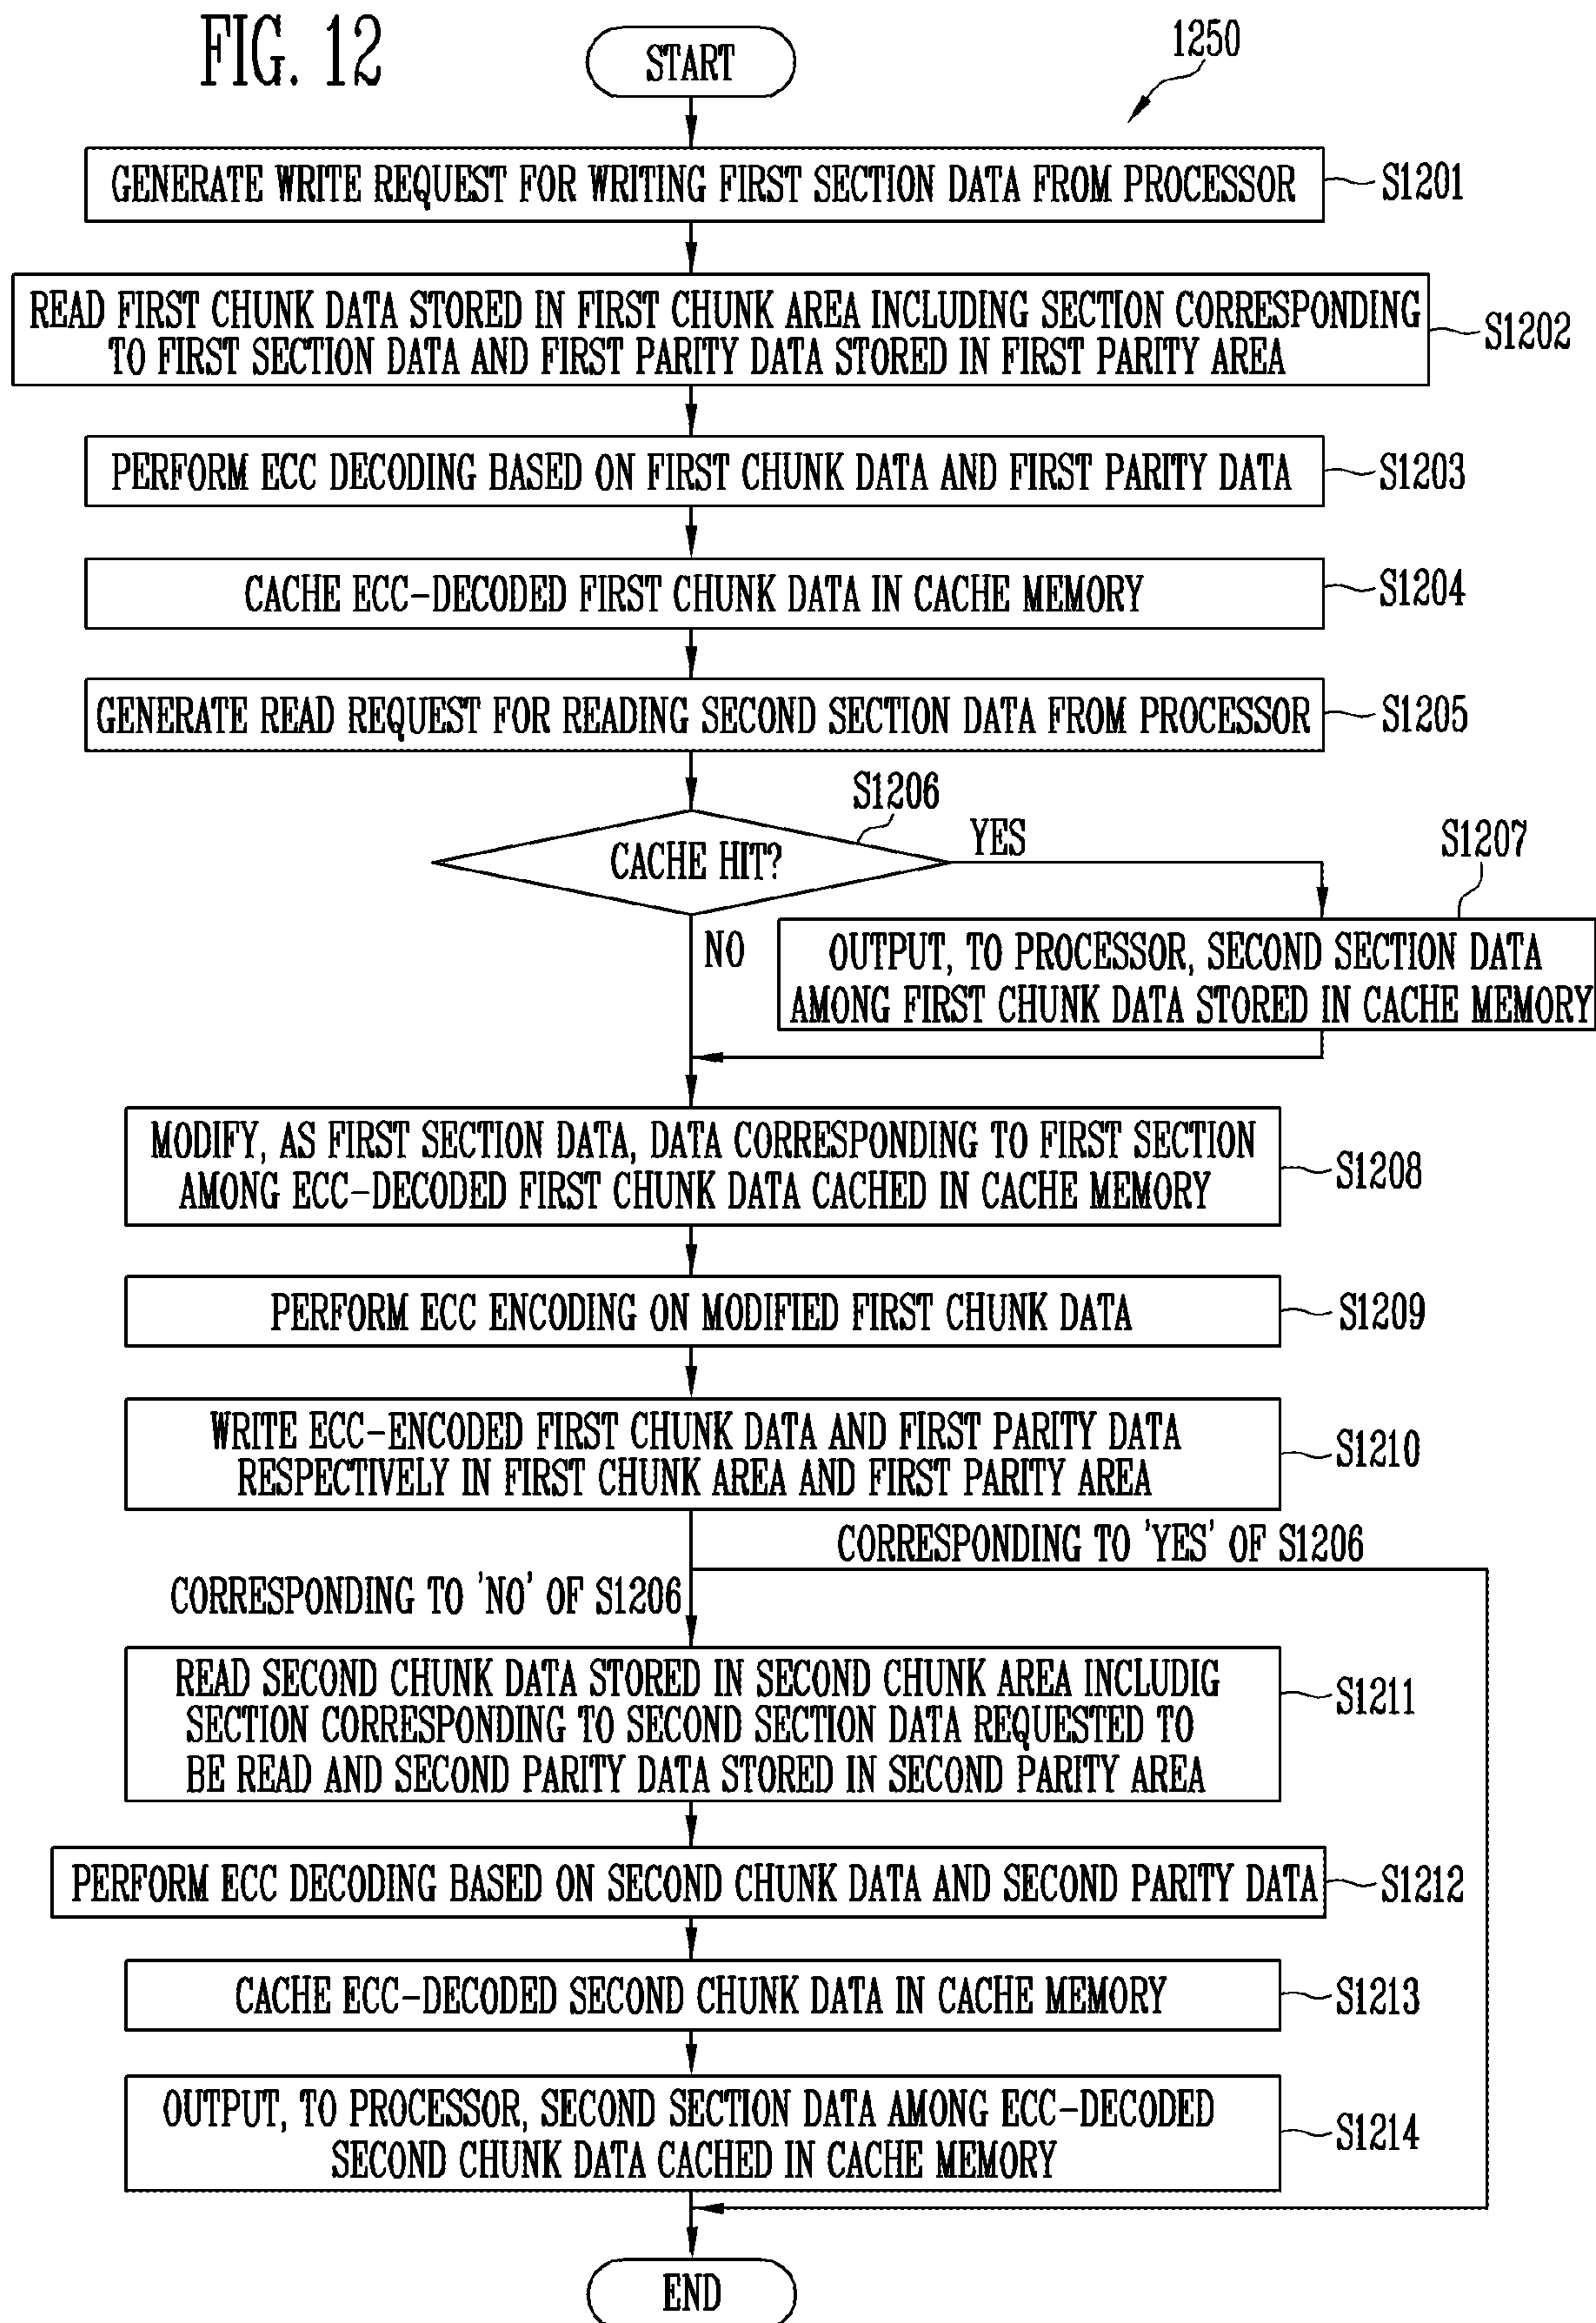 FIG. 12
START
1250
GENERATE WRITE REQUEST FOR WRITING FIRST SECTION DATA FROM PROCESSOR
S1201
READ FIRST CHUNK DATA STORED IN FIRST CHUNK AREA INCLUDING SECTION CORRESPONDING
TO FIRST SECTION DATA AND FIRST PARITY DATA STORED IN FIRST PARITY AREA
S1202
PERFORM ECC DECODING BASED ON FIRST CHUNK DATA AND FIRST PARITY DATA
S1203
CACHE ECC-DECODED FIRST CHUNK DATA IN CACHE MEMORY
S1204
GENERATE READ REQUEST FOR READING SECOND SECTION DATA FROM PROCESSOR
S1205
S1206
CACHE HIT?
YES
S1207
NO
OUTPUT, TO PROCESSOR, SECOND SECTION DATA
AMONG FIRST CHUNK DATA STORED IN CACHE MEMORY
MODIFY, AS FIRST SECTION DATA, DATA CORRESPONDING TO FIRST SECTION
AMONG ECC-DECODED FIRST CHUNK DATA CACHED IN CACHE MEMORY
S1208
PERFORM ECC ENCODING ON MODIFIED FIRST CHUNK DATA
S1209
WRITE ECC-ENCODED FIRST CHUNK DATA AND FIRST PARITY DATA
RESPECTIVELY IN FIRST CHUNK AREA AND FIRST PARITY AREA
S1210
CORRESPONDING TO 'YES' OF S1206
CORRESPONDING TO 'NO' OF S1206
READ SECOND CHUNK DATA STORED IN SECOND CHUNK AREA INCLUDIG
SECTION CORRESPONDING TO SECOND SECTION DATA REQUESTED TO
BE READ AND SECOND PARITY DATA STORED IN SECOND PARITY AREA
S1211
PERFORM ECC DECODING BASED ON SECOND CHUNK DATA AND SECOND PARITY DATA
S1212
CACHE ECC-DECODED SECOND CHUNK DATA IN CACHE MEMORY
S1213
OUTPUT, TO PROCESSOR, SECOND SECTION DATA AMONG ECC-DECODED
SECOND CHUNK DATA CACHED IN CACHE MEMORY
S1214
END